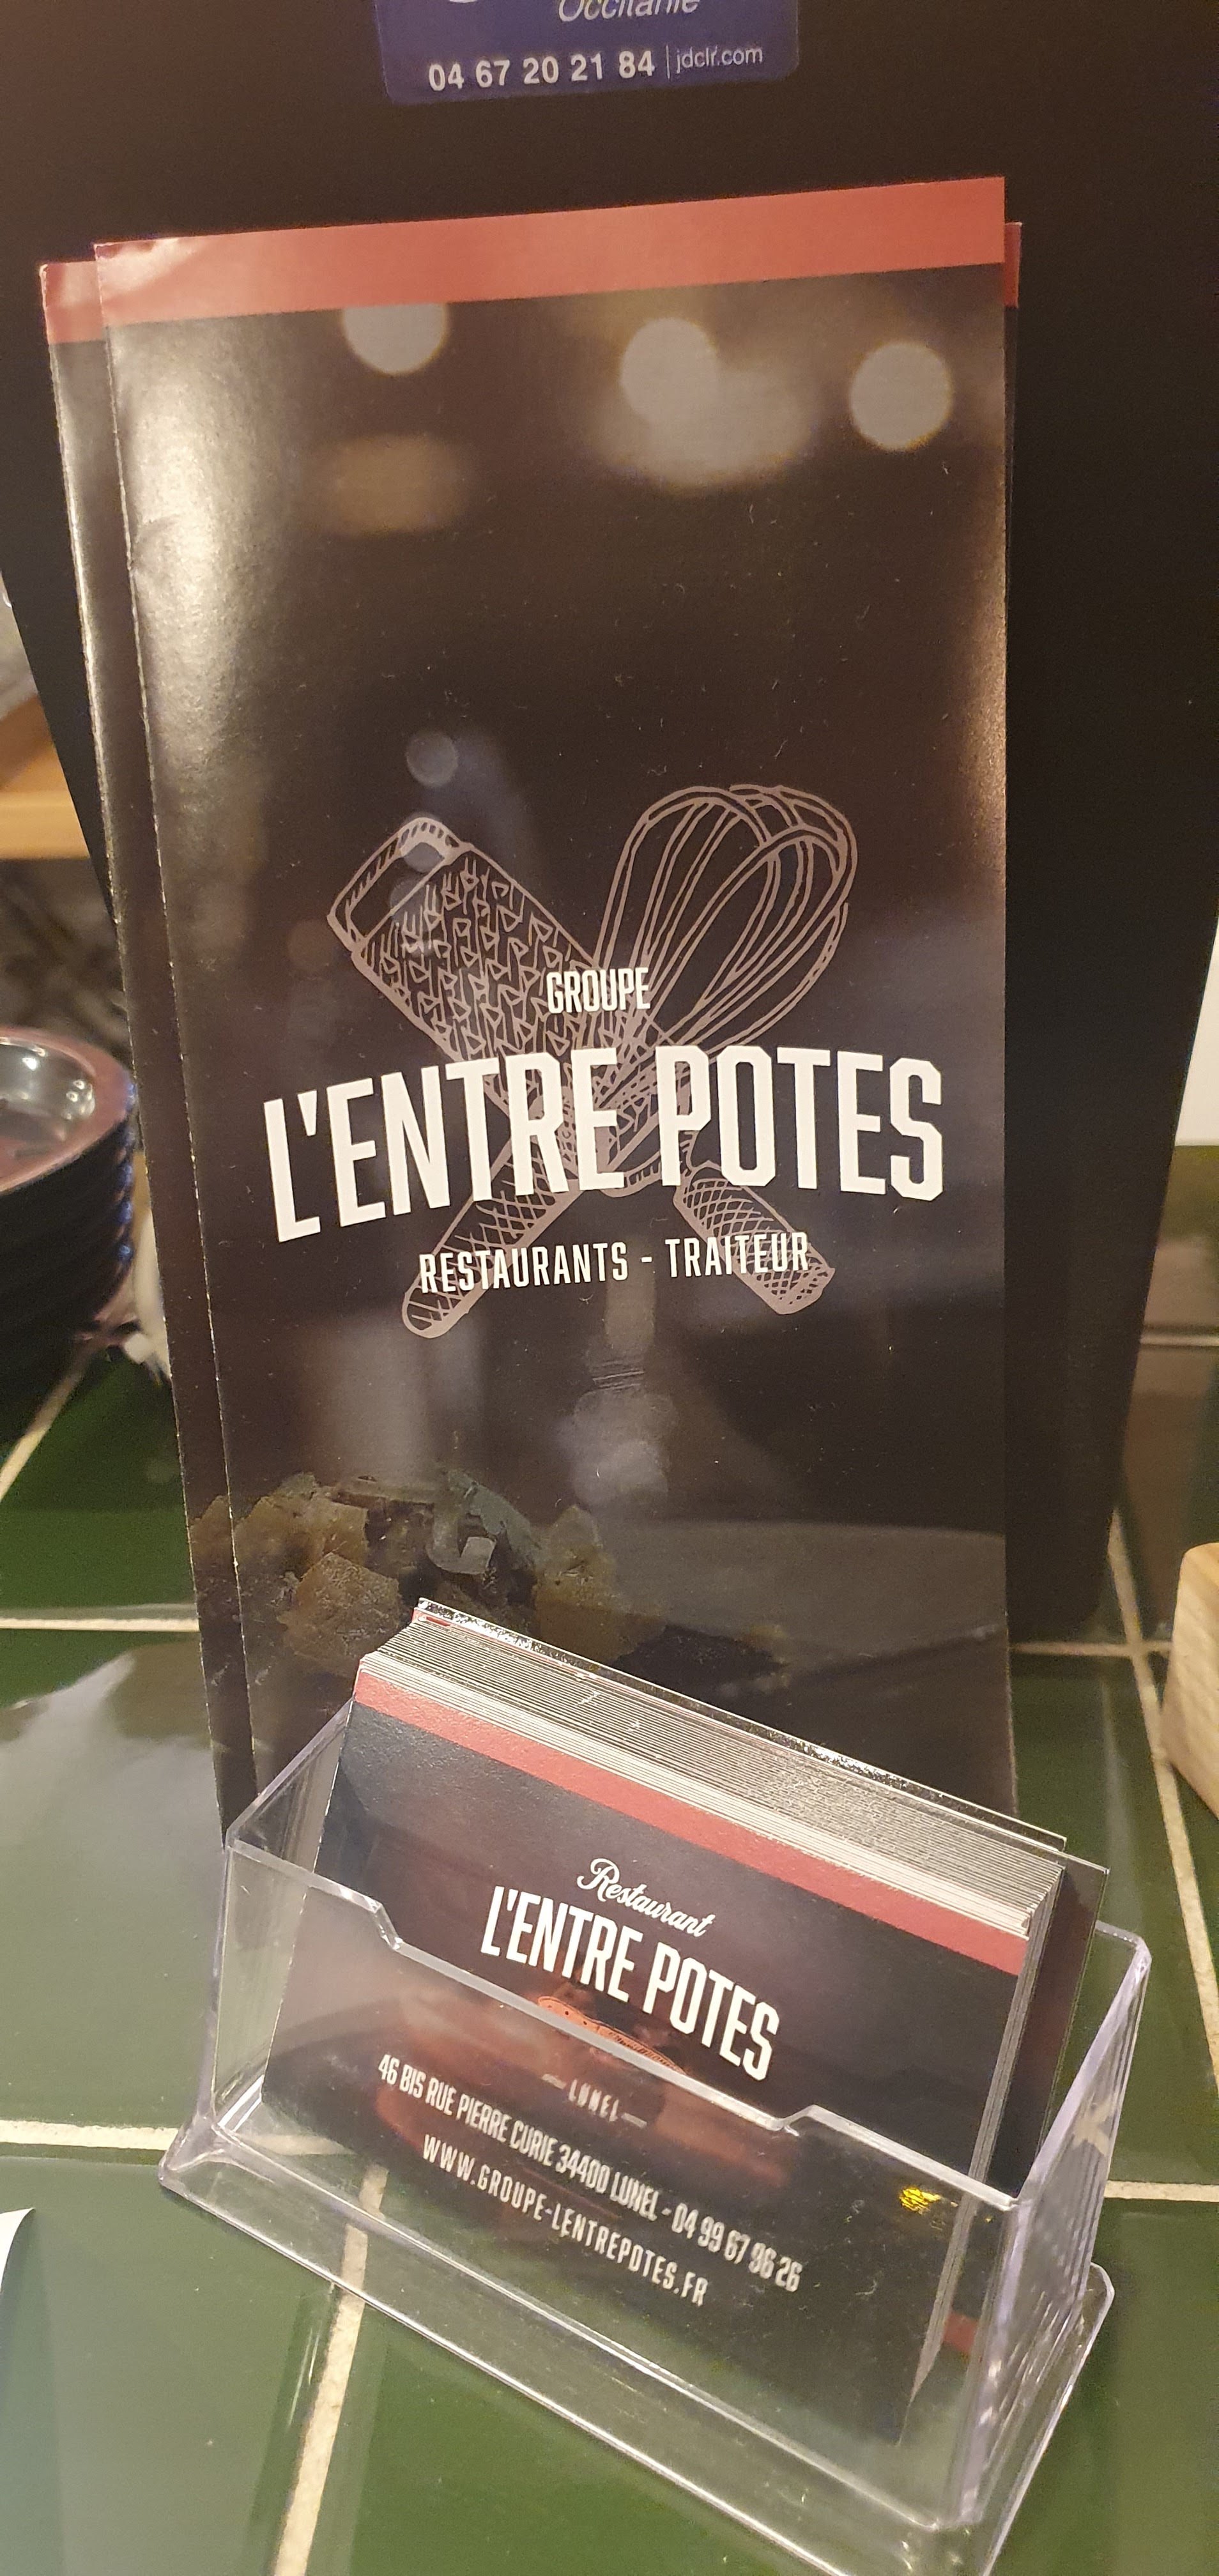 Occitanie
04 67 20 21 84 | jdclr.com
GROUPE
L'ENTRE POTES
RESTAURANTS - TRAITEUR
Restaurant
L'ENTRE POTES
LUNEL
46 BIS RUE PIERRE CURIE 34400 LUNEL - 04 99 67 96 26
WWW.GROUPE-LENTREPOTES.FR